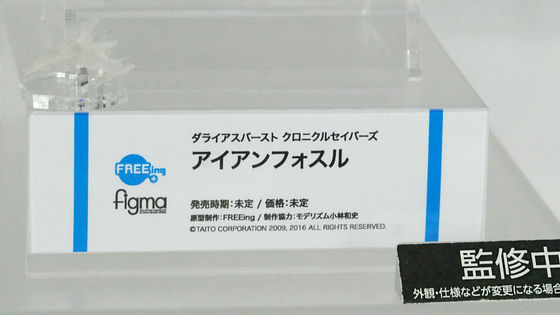 ダライアスバースト クロニクルセイバーズ
アイアンフォスル
FREEing
figma
発売時期:未定 / 価格:未定
原型制作:FREEing / 制作協力:モデリズム小林和史
©TAITO CORPORATION 2009, 2016 ALL RIGHTS RESERVED.
監修中
外観・仕様などが変更になる場合